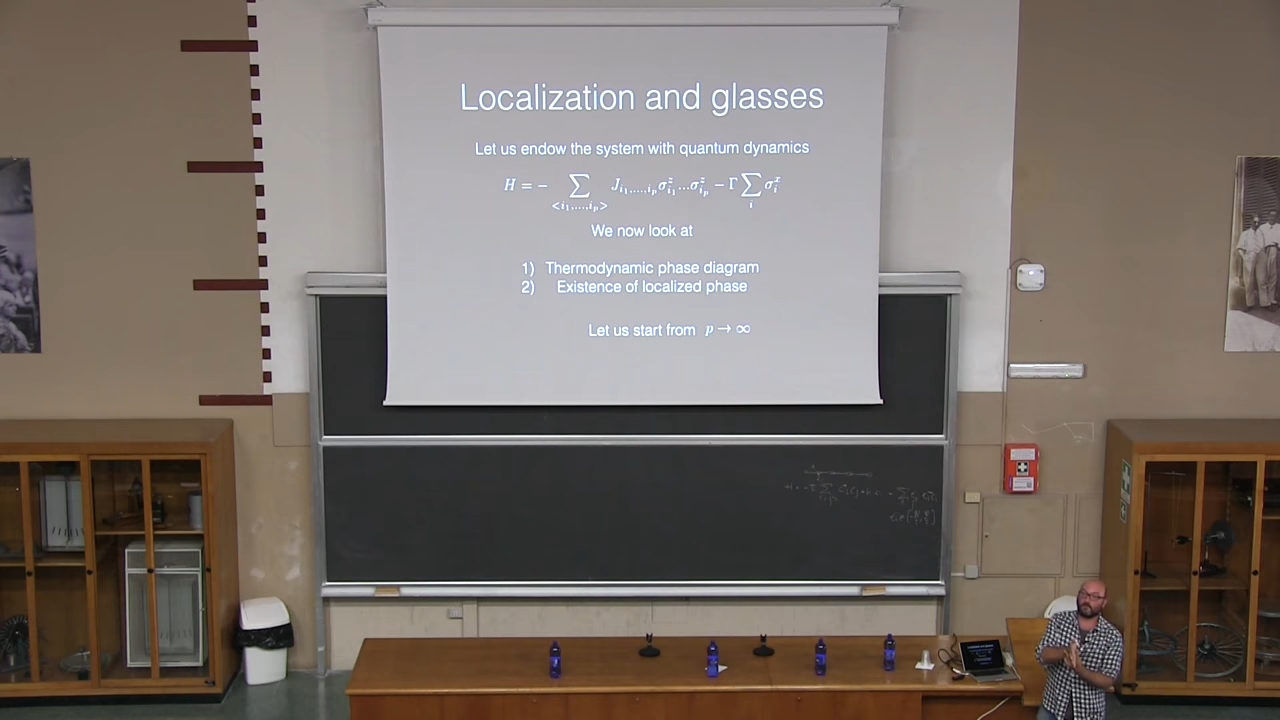 Localization and glasses
Let us endow the system with quantum dynamics
H = - ∑_{<i_1,....,i_p>} J_{i_1,....,i_p} σ^z_{i_1}...σ^z_{i_p} - Γ ∑_i σ^x_i
We now look at
1) Thermodynamic phase diagram
2) Existence of localized phase
Let us start from p → ∞